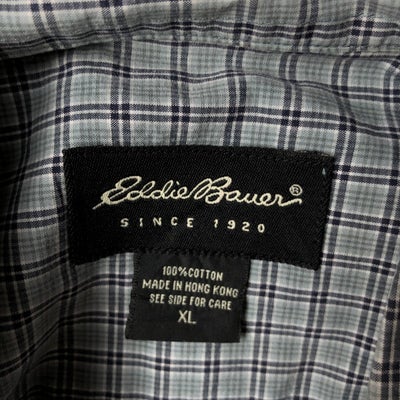 Eddie Bauer®
SINCE 1920
100% COTTON
MADE IN HONG KONG
SEE SIDE FOR CARE
XL